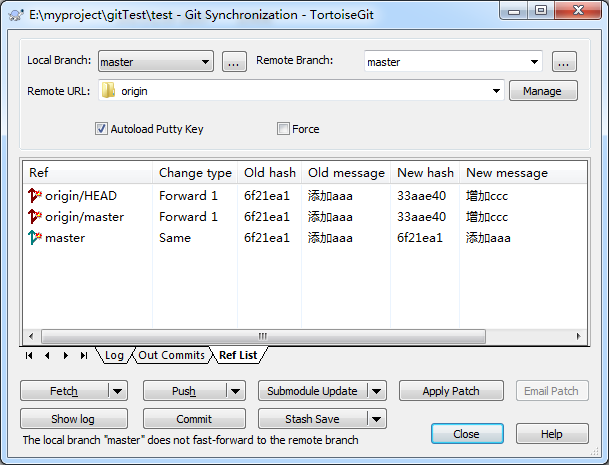 E:\myproject\gitTest\test - Git Synchronization - TortoiseGit
Local Branch: master ... Remote Branch: master ...
Remote URL: origin Manage
Autoload Putty Key Force
Ref Change type Old hash Old message New hash New message
origin/HEAD Forward 1 6f21ea1 添加aaa 33aae40 增加ccc
origin/master Forward 1 6f21ea1 添加aaa 33aae40 增加ccc
master Same 6f21ea1 添加aaa 6f21ea1 添加aaa
Log Out Commits Ref List
Fetch Push Submodule Update Apply Patch Email Patch
Show log Commit Stash Save Close Help
The local branch "master" does not fast-forward to the remote branch